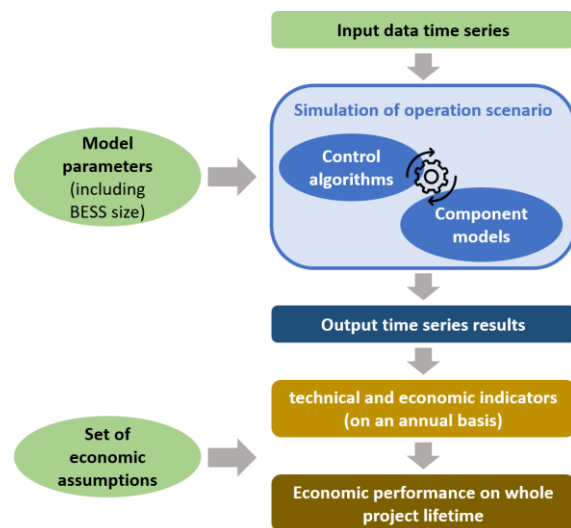 Input data time series
Simulation of operation scenario
Model
parameters
(including
BESS size)
Control
algorithms
Component
models
Output time series results
technical and economic indicators
(on an annual basis)
Set of
economic
assumptions
Economic performance on whole
project lifetime